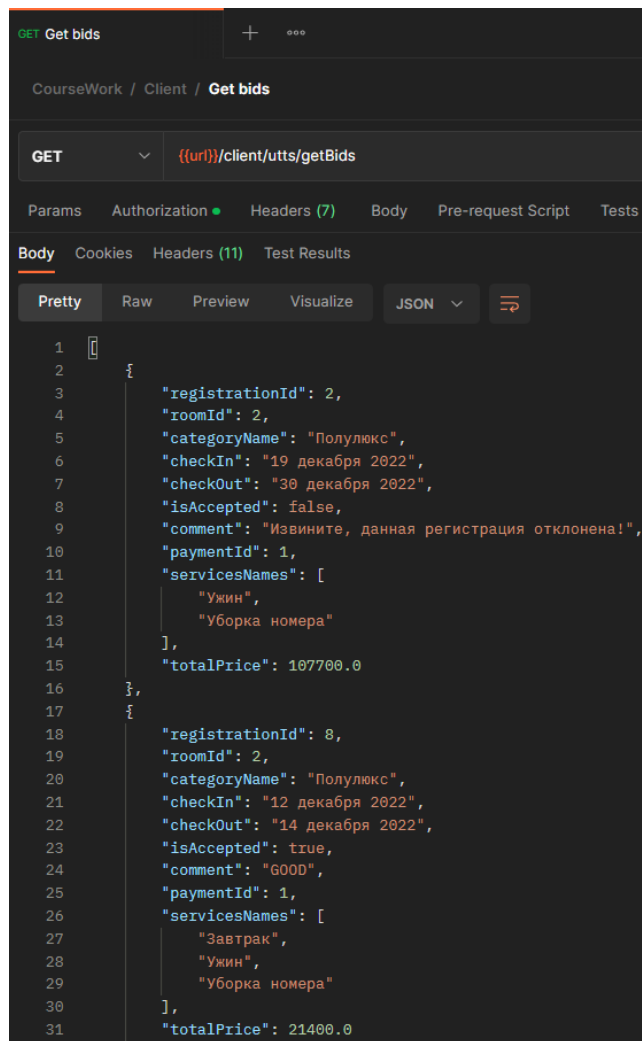 GET Get bids + ooo
CourseWork / Client / Get bids
GET {{url}}/client/utts/getBids
Params Authorization Headers (7) Body Pre-request Script Tests
Body Cookies Headers (11) Test Results
Pretty Raw Preview Visualize JSON
1 [
2 {
3 "registrationId": 2,
4 "roomId": 2,
5 "categoryName": "Полулюкс",
6 "checkIn": "19 декабря 2022",
7 "checkOut": "30 декабря 2022",
8 "isAccepted": false,
9 "comment": "Извините, данная регистрация отклонена!",
10 "paymentId": 1,
11 "servicesNames": [
12 "Ужин",
13 "Уборка номера"
14 ],
15 "totalPrice": 107700.0
16 },
17 {
18 "registrationId": 8,
19 "roomId": 2,
20 "categoryName": "Полулюкс",
21 "checkIn": "12 декабря 2022",
22 "checkOut": "14 декабря 2022",
23 "isAccepted": true,
24 "comment": "GOOD",
25 "paymentId": 1,
26 "servicesNames": [
27 "Завтрак",
28 "Ужин",
29 "Уборка номера"
30 ],
31 "totalPrice": 21400.0